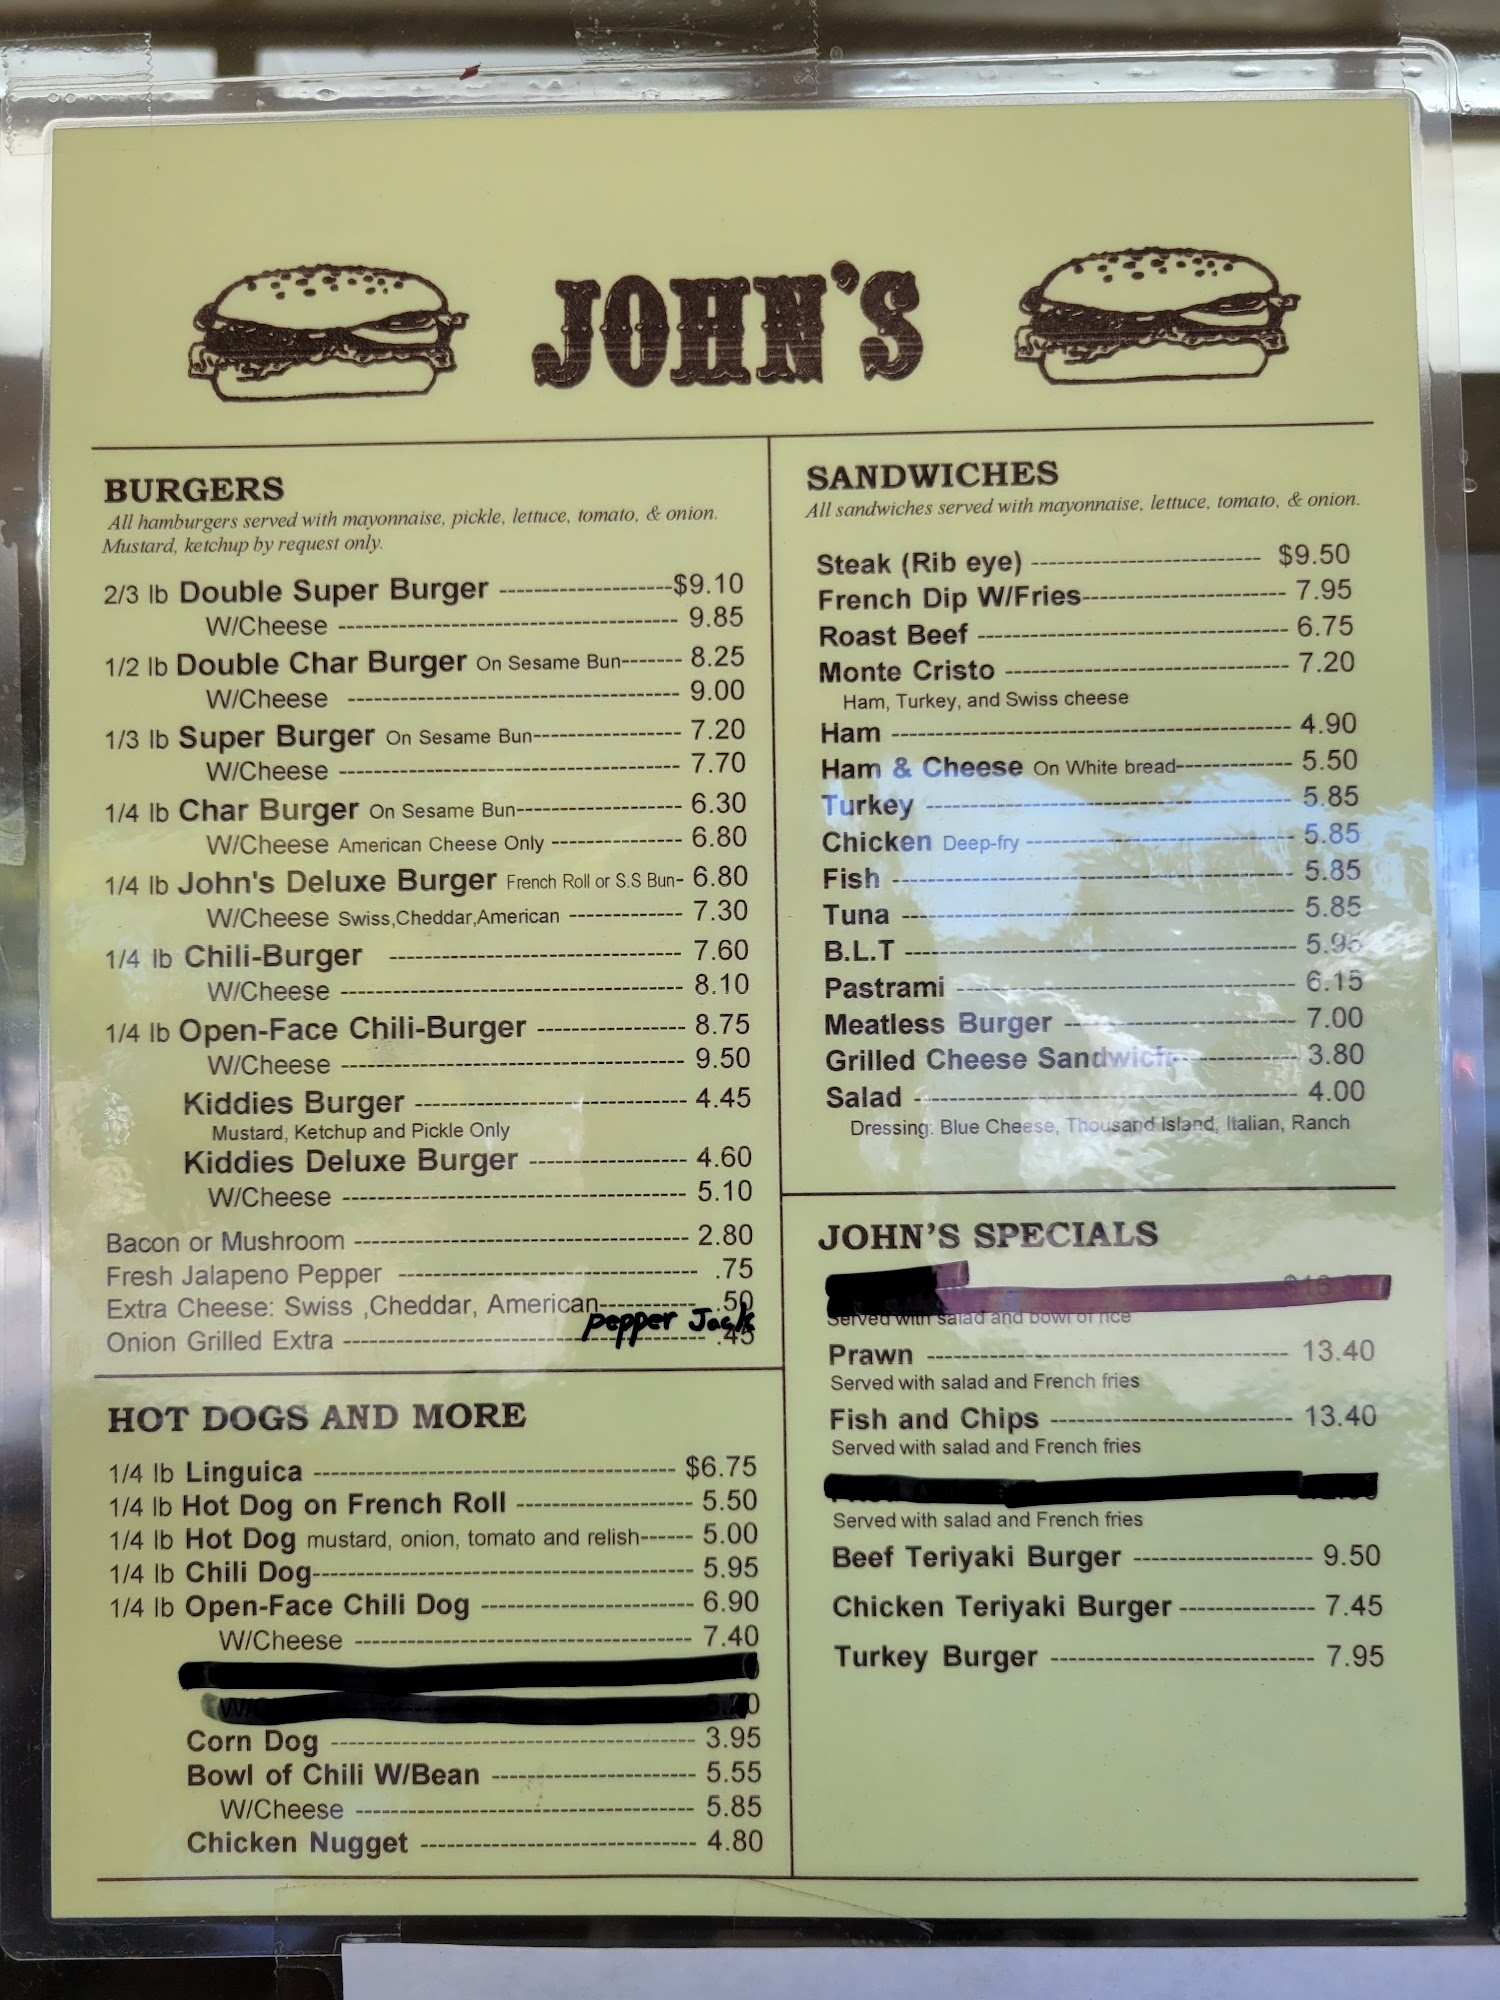 JOHN'S
BURGERS
All hamburgers served with mayonnaise, pickle, lettuce, tomato, & onion.
Mustard, ketchup by request only.
2/3 lb Double Super Burger $9.10
W/Cheese 9.85
1/2 lb Double Char Burger On Sesame Bun 8.25
W/Cheese 9.00
1/3 lb Super Burger On Sesame Bun 7.20
W/Cheese 7.70
1/4 lb Char Burger On Sesame Bun 6.30
W/Cheese American Cheese Only 6.80
1/4 lb John's Deluxe Burger French Roll or S.S Bun- 6.80
W/Cheese Swiss,Cheddar,American 7.30
1/4 lb Chili-Burger 7.60
W/Cheese 8.10
1/4 lb Open-Face Chili-Burger 8.75
W/Cheese 9.50
Kiddies Burger 4.45
Mustard, Ketchup and Pickle Only
Kiddies Deluxe Burger 4.60
W/Cheese 5.10
Bacon or Mushroom 2.80
Fresh Jalapeno Pepper .75
Extra Cheese: Swiss ,Cheddar, American .50
pepper Jack
Onion Grilled Extra .45
HOT DOGS AND MORE
1/4 lb Linguica $6.75
1/4 lb Hot Dog on French Roll 5.50
1/4 lb Hot Dog mustard, onion, tomato and relish 5.00
1/4 lb Chili Dog 5.95
1/4 lb Open-Face Chili Dog 6.90
W/Cheese 7.40
Corn Dog 3.95
Bowl of Chili W/Bean 5.55
W/Cheese 5.85
Chicken Nugget 4.80
SANDWICHES
All sandwiches served with mayonnaise, lettuce, tomato, & onion.
Steak (Rib eye) $9.50
French Dip W/Fries 7.95
Roast Beef 6.75
Monte Cristo 7.20
Ham, Turkey, and Swiss cheese
Ham 4.90
Ham & Cheese On White bread 5.50
Turkey 5.85
Chicken Deep-fry 5.85
Fish 5.85
Tuna 5.85
B.L.T 5.95
Pastrami 6.15
Meatless Burger 7.00
Grilled Cheese Sandwich 3.80
Salad 4.00
Dressing: Blue Cheese, Thousand Island, Italian, Ranch
JOHN'S SPECIALS
Served with salad and bowl of rice
Prawn 13.40
Served with salad and French fries
Fish and Chips 13.40
Served with salad and French fries
Served with salad and French fries
Beef Teriyaki Burger 9.50
Chicken Teriyaki Burger 7.45
Turkey Burger 7.95